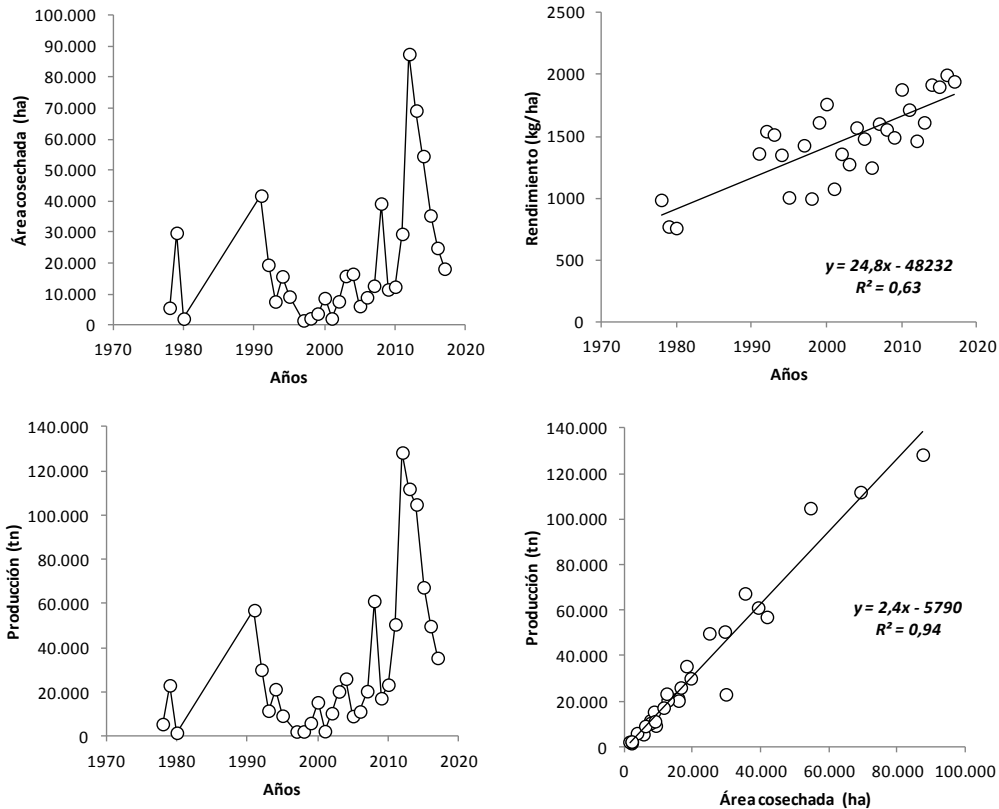 100.000
90.000
80.000
70.000
60.000
50.000
40.000
30.000
20.000
10.000
0
Área cosechada (ha)
1970 1980 1990 2000 2010 2020
Años
2500
2000
1500
1000
500
0
Rendimiento (kg/ha)
y = 24,8x - 48232
R² = 0,63
1970 1980 1990 2000 2010 2020
Años
140.000
120.000
100.000
80.000
60.000
40.000
20.000
0
Producción (tn)
1970 1980 1990 2000 2010 2020
Años
140.000
120.000
100.000
80.000
60.000
40.000
20.000
0
Producción (tn)
y = 2,4x - 5790
R² = 0,94
0 20.000 40.000 60.000 80.000 100.000
Área cosechada (ha)